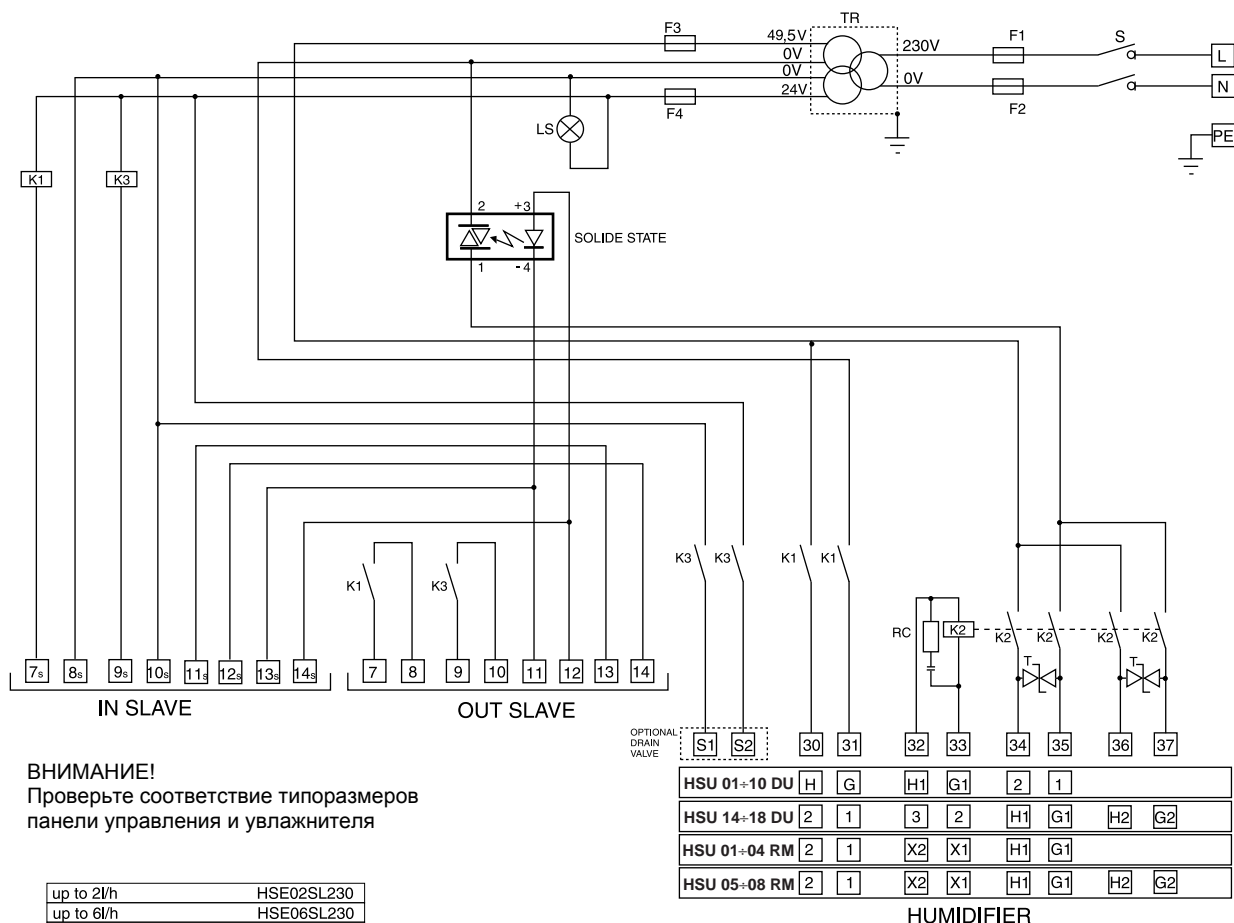 TR
F3 49,5V 230V F1 S L
0V
0V 0V N
24V
F4 F2
LS
PE
K1 K3
2 +3
SOLIDE STATE
1 -4
K1 K3 K3 K3 K1 K1
RC K2 K2 K2 K2 K2
T T
7s 8s 9s 10s 11s 12s 13s 14s 7 8 9 10 11 12 13 14
IN SLAVE OUT SLAVE
OPTIONAL
DRAIN
VALVE
S1 S2 30 31 32 33 34 35 36 37
ВНИМАНИЕ!
Проверьте соответствие типоразмеров
панели управления и увлажнителя
HSU 01÷10 DU H G H1 G1 2 1
HSU 14÷18 DU 2 1 3 2 H1 G1 H2 G2
HSU 01÷04 RM 2 1 X2 X1 H1 G1
HSU 05÷08 RM 2 1 X2 X1 H1 G1 H2 G2
HUMIDIFIER
up to 2l/h HSE02SL230
up to 6l/h HSE06SL230